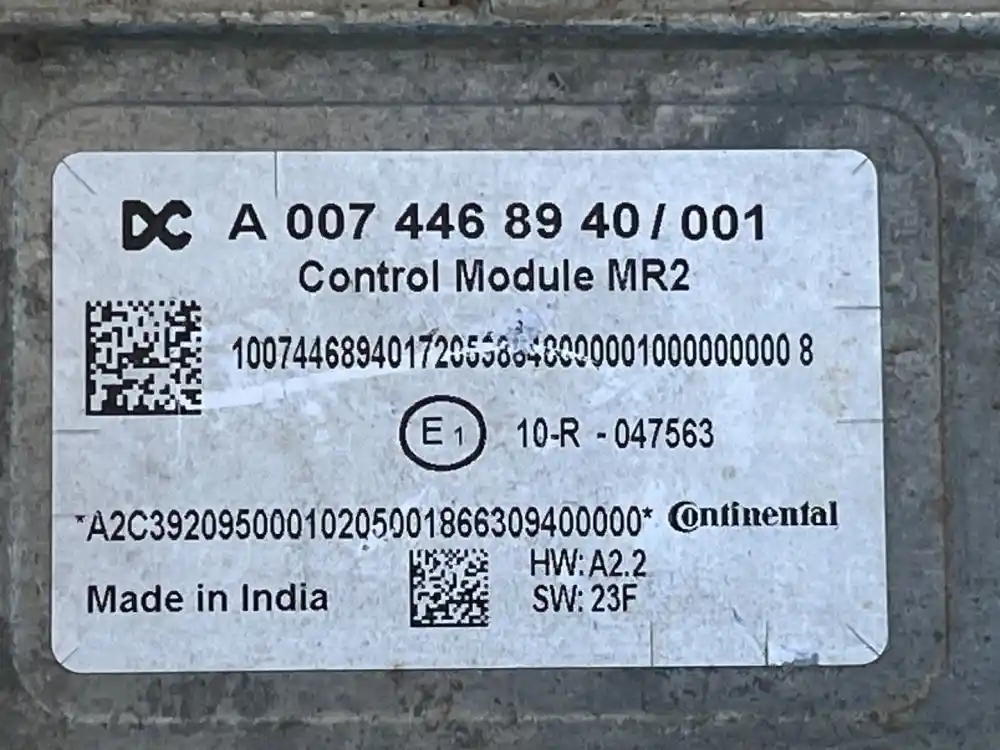 DC A 007 446 89 40 / 001
Control Module MR2
E 1 10-R - 047563
*A2C39209500010205001866309400000* Continental
HW: A2.2
Made in India
SW: 23F